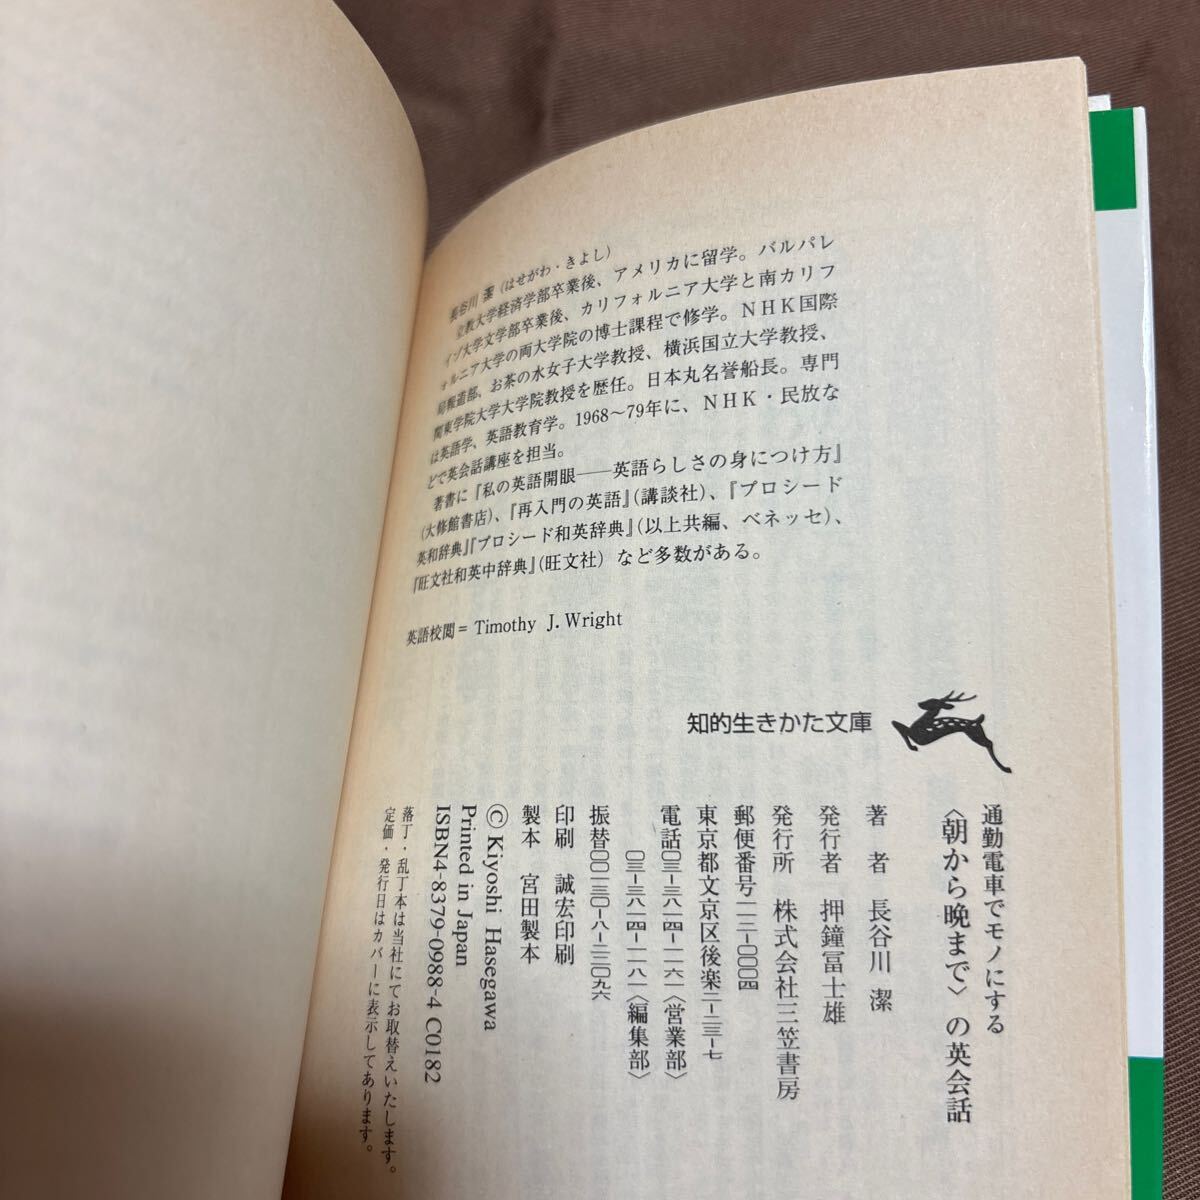 長谷川 潔（はせがわ・きよし）
立教大学経済学部卒業後、アメリカに留学。バルパレ
イゾ大学文学部卒業後、カリフォルニア大学と南カリフ
ォルニア大学の両大学院の博士課程で修学。NHK国際
局報道部、お茶の水女子大学教授、横浜国立大学教授、
関東学院大学大学院教授を歴任。日本丸名誉船長。専門
は英語学、英語教育学。1968〜79年に、NHK・民放な
どで英会話講座を担当。
著書に『私の英語開眼――英語らしさの身につけ方』
（大修館書店）、『再入門の英語』（講談社）、『プロシード
英和辞典』『プロシード和英辞典』（以上共編、ベネッセ）、
『旺文社和英中辞典』（旺文社）など多数がある。
英語校閲＝Timothy J. Wright
知的生きかた文庫
通勤電車でモノにする
〈朝から晩まで〉の英会話
著 者 長谷川 潔
発行者 押鐘冨士雄
発行所 株式会社三笠書房
郵便番号一一二-〇〇〇四
東京都文京区後楽二-二三-七
電話〇三-三八一四-一一六一〈営業部〉
〇三-三八一四-一一八一〈編集部〉
振替〇〇一三〇-八-二二〇九六
印刷 誠宏印刷
製本 宮田製本
© Kiyoshi Hasegawa
Printed in Japan
ISBN4-8379-0988-4 C0182
落丁・乱丁本は当社にてお取替えいたします。
定価・発行日はカバーに表示してあります。